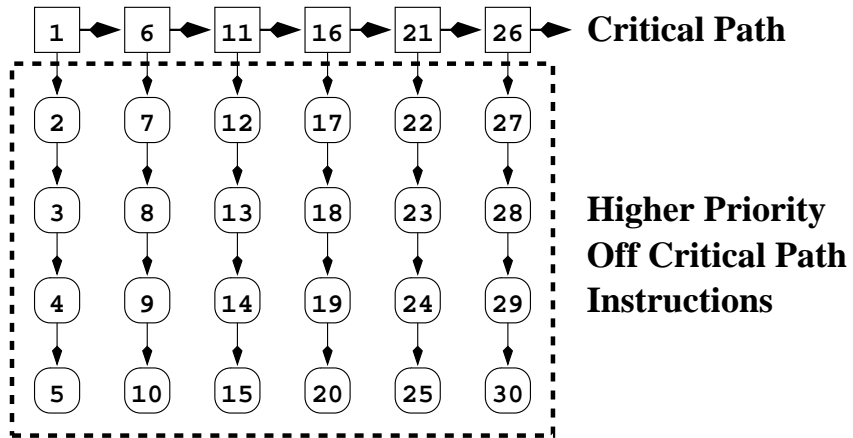 1 6 11 16 21 26 Critical Path
2 7 12 17 22 27
3 8 13 18 23 28 Higher Priority
Off Critical Path
4 9 14 19 24 29 Instructions
5 10 15 20 25 30